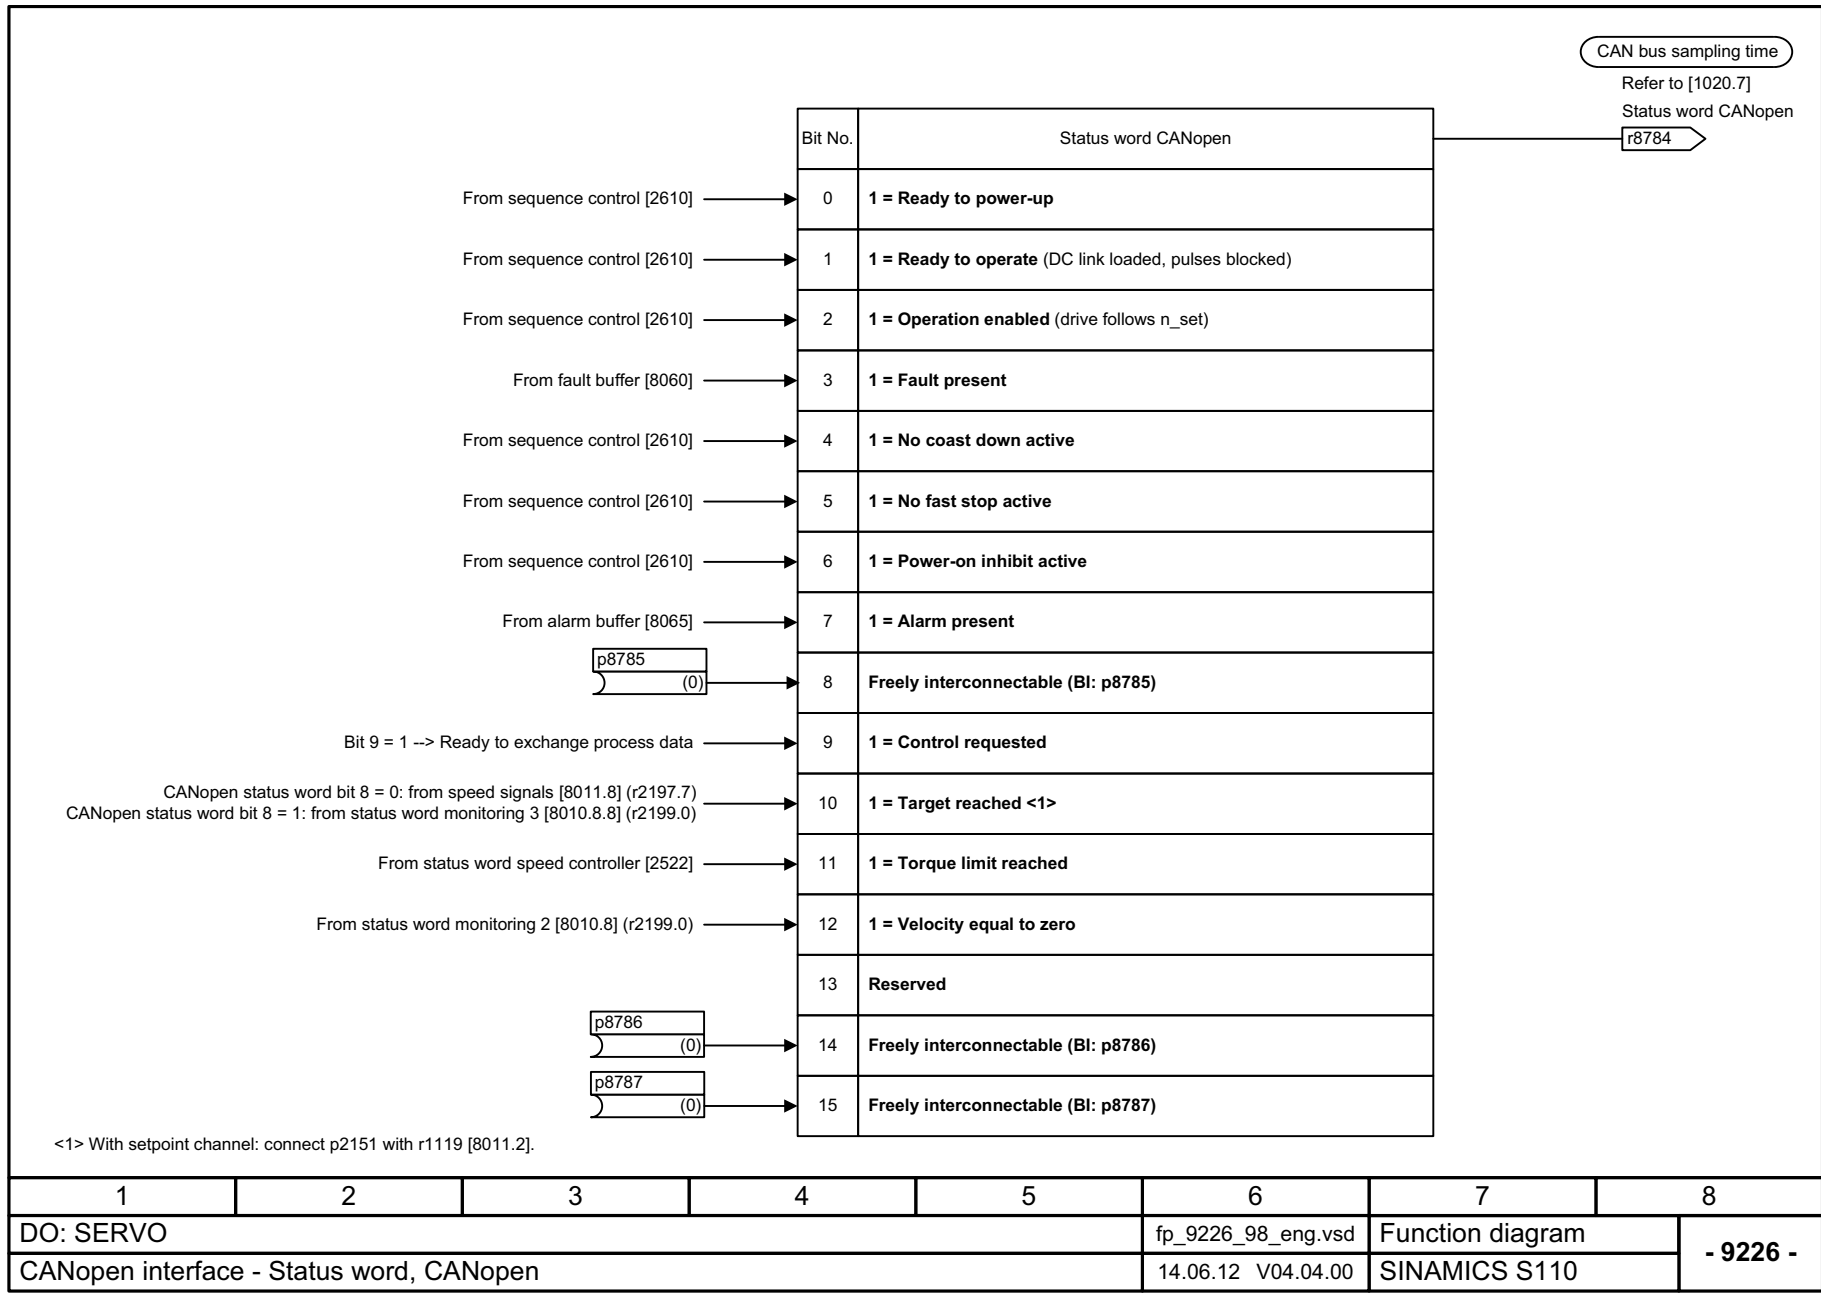 CAN bus sampling time
Refer to [1020.7]
Status word CANopen
r8784
Bit No. Status word CANopen
From sequence control [2610] 0 1 = Ready to power-up
From sequence control [2610] 1 1 = Ready to operate (DC link loaded, pulses blocked)
From sequence control [2610] 2 1 = Operation enabled (drive follows n_set)
From fault buffer [8060] 3 1 = Fault present
From sequence control [2610] 4 1 = No coast down active
From sequence control [2610] 5 1 = No fast stop active
From sequence control [2610] 6 1 = Power-on inhibit active
From alarm buffer [8065] 7 1 = Alarm present
p8785
(0) 8 Freely interconnectable (BI: p8785)
Bit 9 = 1 --> Ready to exchange process data 9 1 = Control requested
CANopen status word bit 8 = 0: from speed signals [8011.8] (r2197.7)
CANopen status word bit 8 = 1: from status word monitoring 3 [8010.8.8] (r2199.0)
10 1 = Target reached <1>
From status word speed controller [2522] 11 1 = Torque limit reached
From status word monitoring 2 [8010.8] (r2199.0) 12 1 = Velocity equal to zero
13 Reserved
p8786
(0) 14 Freely interconnectable (BI: p8786)
p8787
(0) 15 Freely interconnectable (BI: p8787)
<1> With setpoint channel: connect p2151 with r1119 [8011.2].
1 2 3 4 5 6 7 8
DO: SERVO fp_9226_98_eng.vsd Function diagram
- 9226 -
CANopen interface - Status word, CANopen 14.06.12 V04.04.00 SINAMICS S110